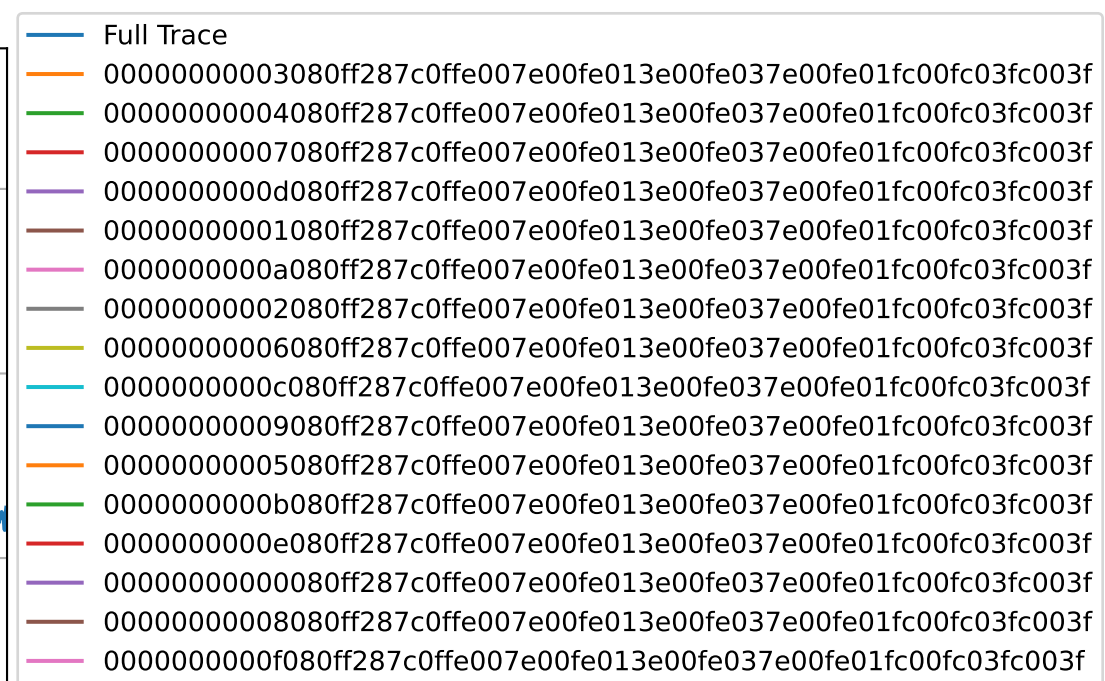 Full Trace
00000000003080ff287c0ffe007e00fe013e00fe037e00fe01fc00fc03fc003f
00000000004080ff287c0ffe007e00fe013e00fe037e00fe01fc00fc03fc003f
00000000007080ff287c0ffe007e00fe013e00fe037e00fe01fc00fc03fc003f
0000000000d080ff287c0ffe007e00fe013e00fe037e00fe01fc00fc03fc003f
00000000001080ff287c0ffe007e00fe013e00fe037e00fe01fc00fc03fc003f
0000000000a080ff287c0ffe007e00fe013e00fe037e00fe01fc00fc03fc003f
00000000002080ff287c0ffe007e00fe013e00fe037e00fe01fc00fc03fc003f
00000000006080ff287c0ffe007e00fe013e00fe037e00fe01fc00fc03fc003f
0000000000c080ff287c0ffe007e00fe013e00fe037e00fe01fc00fc03fc003f
00000000009080ff287c0ffe007e00fe013e00fe037e00fe01fc00fc03fc003f
00000000005080ff287c0ffe007e00fe013e00fe037e00fe01fc00fc03fc003f
0000000000b080ff287c0ffe007e00fe013e00fe037e00fe01fc00fc03fc003f
0000000000e080ff287c0ffe007e00fe013e00fe037e00fe01fc00fc03fc003f
00000000000080ff287c0ffe007e00fe013e00fe037e00fe01fc00fc03fc003f
00000000008080ff287c0ffe007e00fe013e00fe037e00fe01fc00fc03fc003f
0000000000f080ff287c0ffe007e00fe013e00fe037e00fe01fc00fc03fc003f